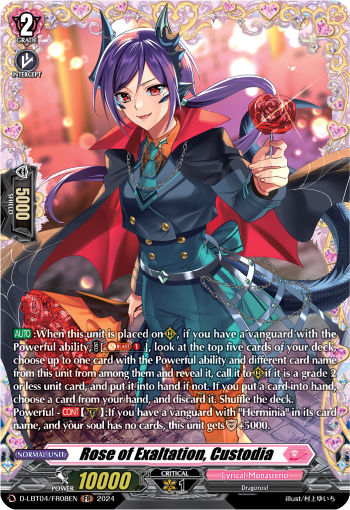 2
GRADE
INTERCEPT
5000
SHIELD
AUTO :When this unit is placed on , if you have a vanguard with the
Powerful ability, look at the top five cards of your deck,
choose up to one card with the Powerful ability and different card name
from this unit from among them and reveal it, call it to if it is a grade 2
or less unit card, and put it into hand if not. If you put a card into hand,
choose a card from your hand, and discard it. Shuffle the deck.
Powerful - CONT :If you have a vanguard with "Herminia" in its card
name, and your soul has no cards, this unit gets +5000.
NORMAL UNIT
Rose of Exaltation, Custodia
POWER 10000
CRITICAL
1
Lyrical Monasterio
Dragoroid
D-LBT04/FR08EN FR 2024
illust/村上ゆいち